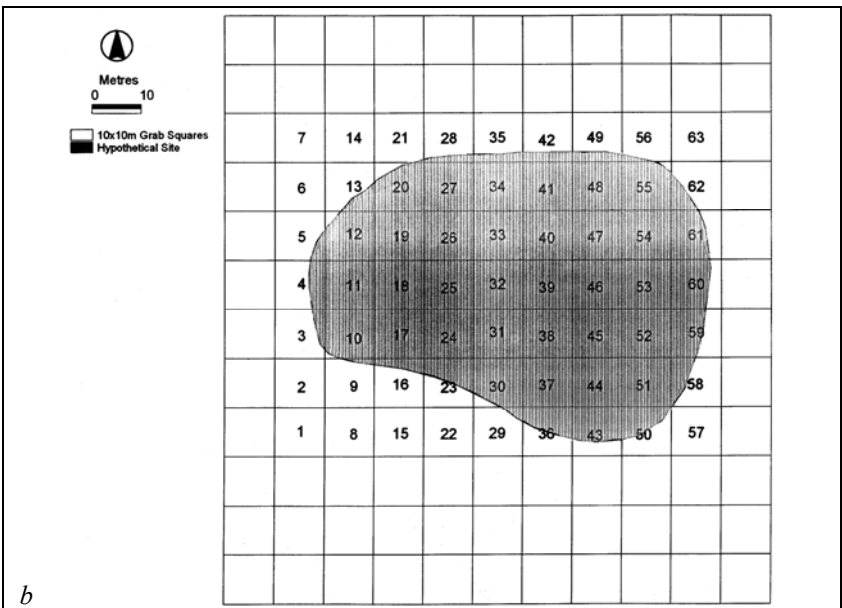 Metres
0 10
10x10m Grab Squares
Hypothetical Site
7 14 21 28 35 42 49 56 63
6 13 20 27 34 41 48 55 62
5 12 19 26 33 40 47 54 61
4 11 18 25 32 39 46 53 60
3 10 17 24 31 38 45 52 59
2 9 16 23 30 37 44 51 58
1 8 15 22 29 36 43 50 57
b